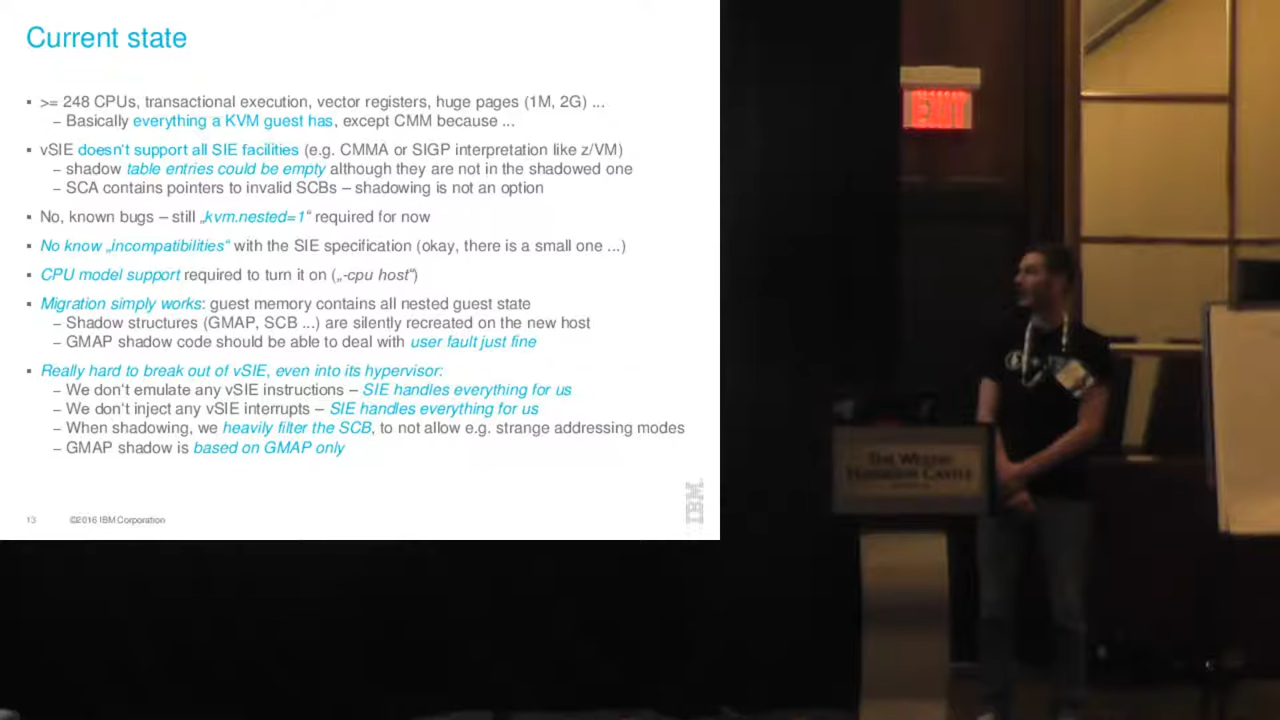 Current state
▪ >= 248 CPUs, transactional execution, vector registers, huge pages (1M, 2G) ...
– Basically everything a KVM guest has, except CMM because ...
▪ vSIE doesn't support all SIE facilities (e.g. CMMA or SIGP interpretation like z/VM)
– shadow table entries could be empty although they are not in the shadowed one
– SCA contains pointers to invalid SCBs – shadowing is not an option
▪ No, known bugs – still „kvm.nested=1“ required for now
▪ No know „incompatibilities“ with the SIE specification (okay, there is a small one ...)
▪ CPU model support required to turn it on („-cpu host“)
▪ Migration simply works: guest memory contains all nested guest state
– Shadow structures (GMAP, SCB ...) are silently recreated on the new host
– GMAP shadow code should be able to deal with user fault just fine
▪ Really hard to break out of vSIE, even into its hypervisor:
– We don't emulate any vSIE instructions – SIE handles everything for us
– We don't inject any vSIE interrupts – SIE handles everything for us
– When shadowing, we heavily filter the SCB, to not allow e.g. strange addressing modes
– GMAP shadow is based on GMAP only
13 ©2016 IBM Corporation
IBM
EXIT
The Westin
Harbour Castle